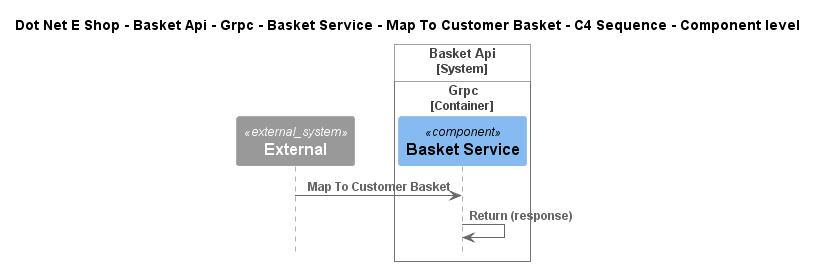 Dot Net E Shop - Basket Api - Grpc - Basket Service - Map To Customer Basket - C4 Sequence - Component level
Basket Api
[System]
Grpc
[Container]
«external_system»
External
«component»
Basket Service
Map To Customer Basket
Return (response)